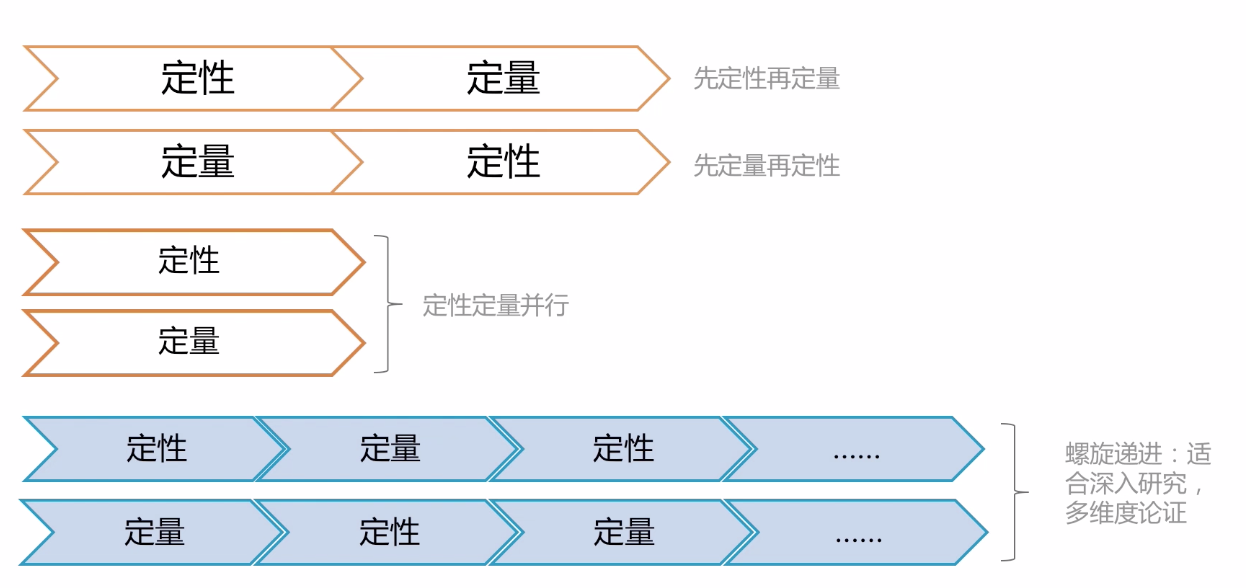 定性 定量 先定性再定量
定量 定性 先定量再定性
定性
定量
定性定量并行
定性 定量 定性 ……
定量 定性 定量 ……
螺旋递进：适
合深入研究，
多维度论证